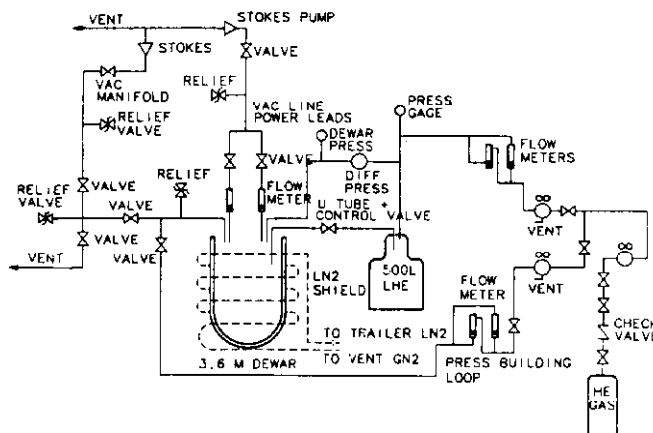 VENT
STOKES PUMP
STOKES
VALVE
VAC
MANIFOLD
RELIEF
RELIEF
VALVE
VAC LINE
POWER LEADS
PRESS
GAGE
DEWAR
PRESS
FLOW
METERS
VALVE
DIFF
PRESS
RELIEF
VALVE
VALVE
RELIEF
VALVE
FLOW
METER
U TUBE +
CONTROL VALVE
VENT
VALVE
VALVE
VENT
LN2
SHIELD
500L
LHE
FLOW
METER
VENT
TO TRAILER LN2
TO VENT GN2
3.6 M DEWAR
PRESS BUILDING
LOOP
CHECK
VALVE
HE
GAS